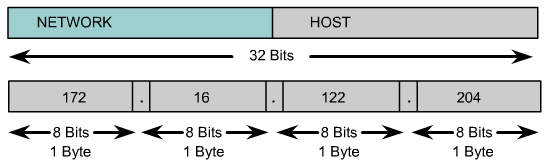 NETWORK HOST
32 Bits
172 . 16 . 122 . 204
8 Bits 8 Bits 8 Bits 8 Bits
1 Byte 1 Byte 1 Byte 1 Byte